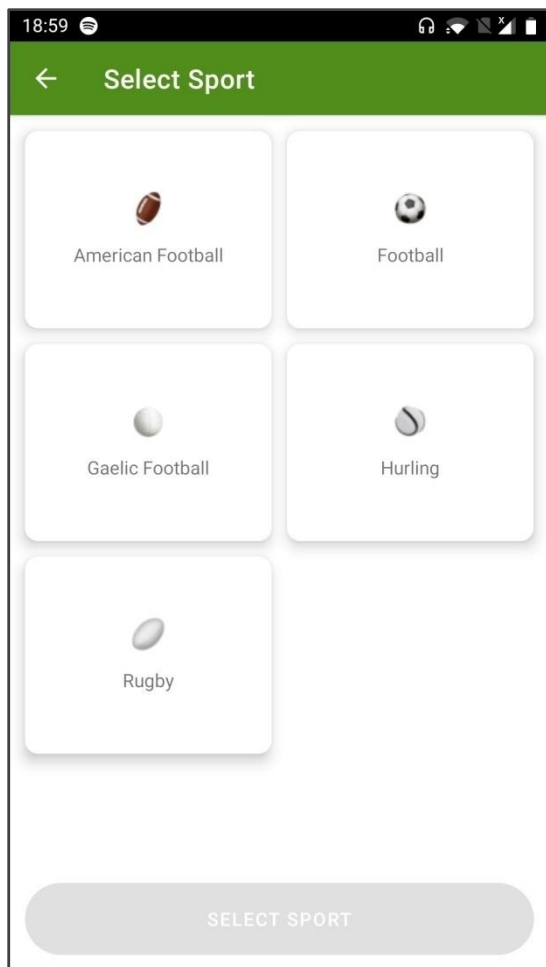 18:59
Select Sport
American Football
Football
Gaelic Football
Hurling
Rugby
SELECT SPORT